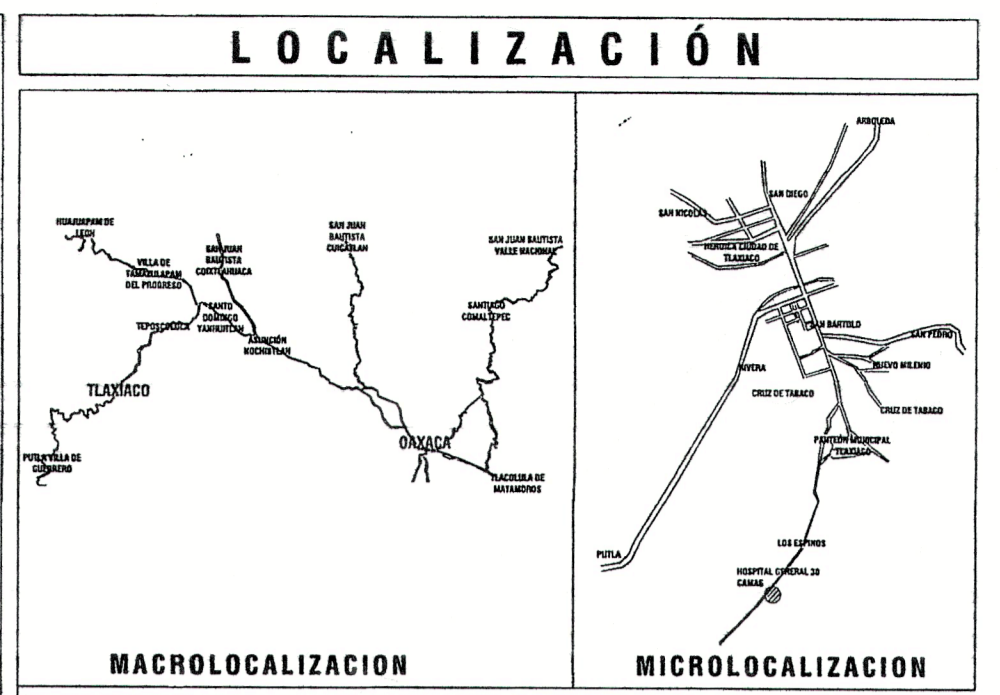 LOCALIZACIÓN
HUAJUAPAM DE
LEON
VILLA DE
TAMAZULAPAM
DEL PROGRESO
SAN JUAN
BAUTISTA
COIXTLAHUACA
SAN JUAN
BAUTISTA
CUICATLAN
SAN JUAN BAUTISTA
VALLE NACIONAL
SANTO
DOMINGO
YANHUITLAN
SANTIAGO
COMALTEPEC
TEPOSCOLULA
ASUNCIÓN
NOCHIXTLAN
TLAXIACO
OAXACA
PUTLA VILLA DE
GUERRERO
TLACOLULA DE
MATAMOROS
MACROLOCALIZACION
ARBOLEDA
SAN DIEGO
SAN NICOLAS
HEROICA CIUDAD DE
TLAXIACO
SAN BARTOLO
SAN PEDRO
RIVERA
NUEVO MILENIO
CRUZ DE TABACO
CRUZ DE TABACO
PANTEON MUNICIPAL
TLAXIACO
PUTLA
LOS ESPINOS
HOSPITAL GENERAL 30
CAMAS
MICROLOCALIZACION